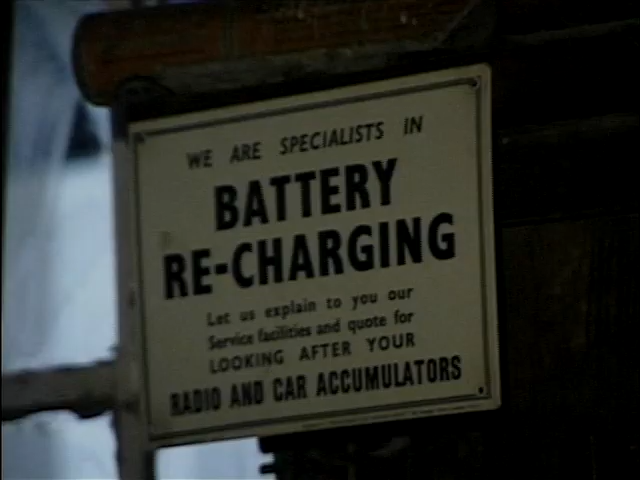 WE ARE SPECIALISTS IN
BATTERY
RE-CHARGING
Let us explain to you our
Service facilities and quote for
LOOKING AFTER YOUR
RADIO AND CAR ACCUMULATORS